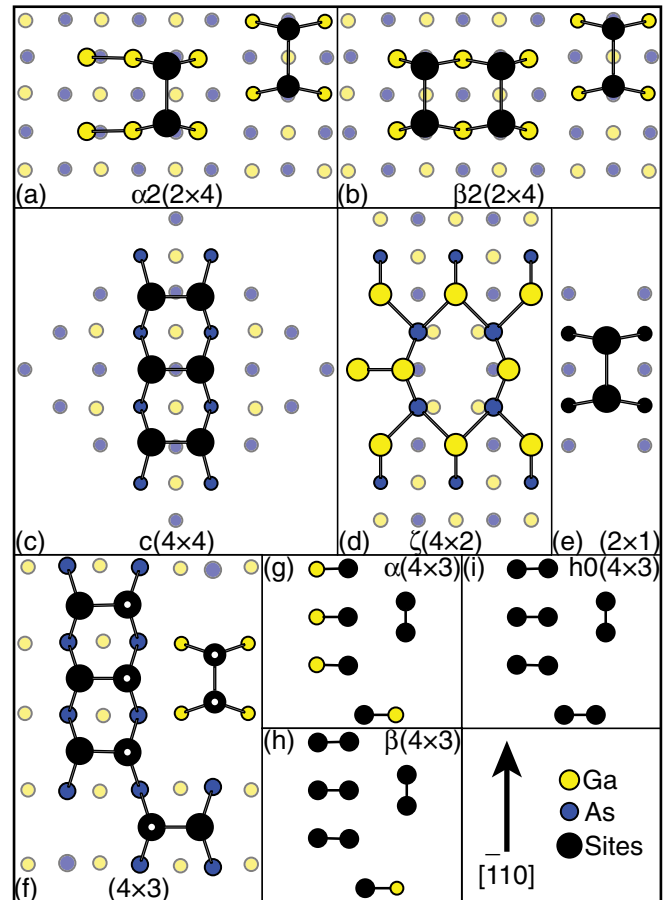 (a) α2(2×4)
(b) β2(2×4)
(c) c(4×4)
(d) ζ(4×2)
(e) (2×1)
(f) (4×3)
(g) α(4×3)
(i) h0(4×3)
(h) β(4×3)
[1̄10]
Ga
As
Sites